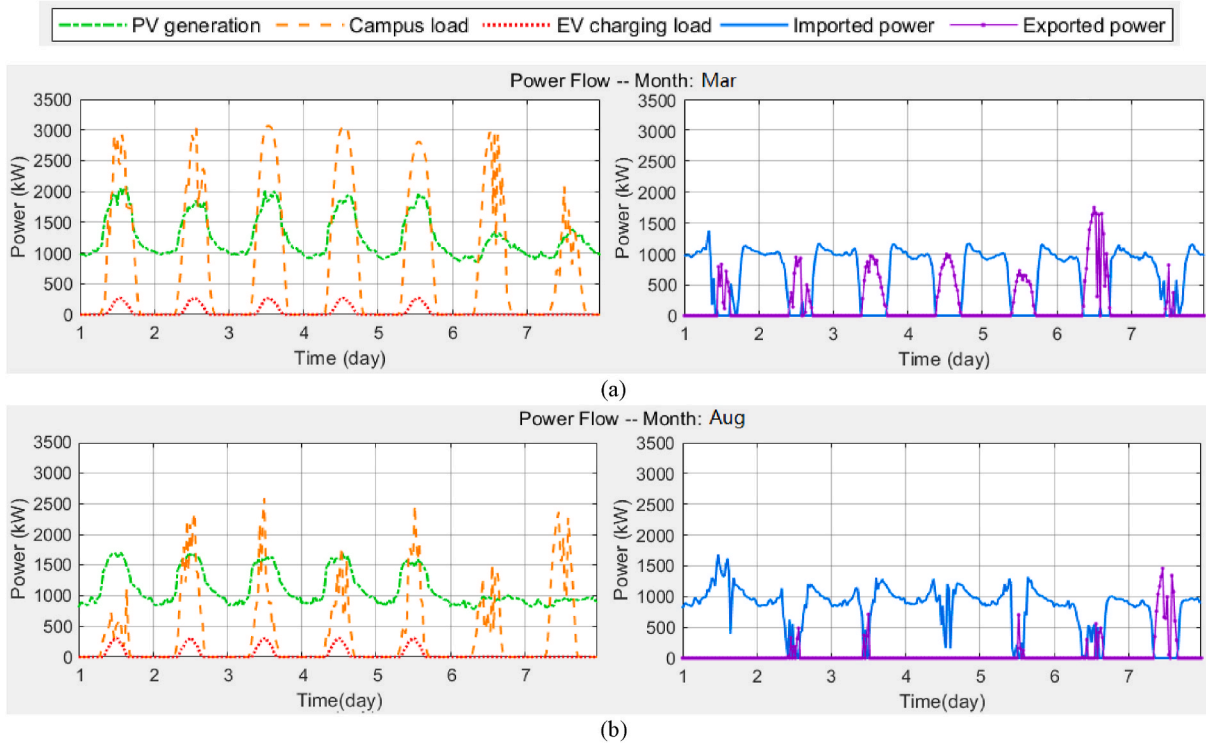 PV generation Campus load EV charging load Imported power Exported power
Power Flow -- Month: Mar
3500
3000
2500
2000
1500
1000
500
0
Power (kW)
1 2 3 4 5 6 7
Time (day)
3500
3000
2500
2000
1500
1000
500
0
Power (kW)
1 2 3 4 5 6 7
Time (day)
(a)
Power Flow -- Month: Aug
3500
3000
2500
2000
1500
1000
500
0
Power (kW)
1 2 3 4 5 6 7
Time(day)
3500
3000
2500
2000
1500
1000
500
0
Power (kW)
1 2 3 4 5 6 7
Time(day)
(b)